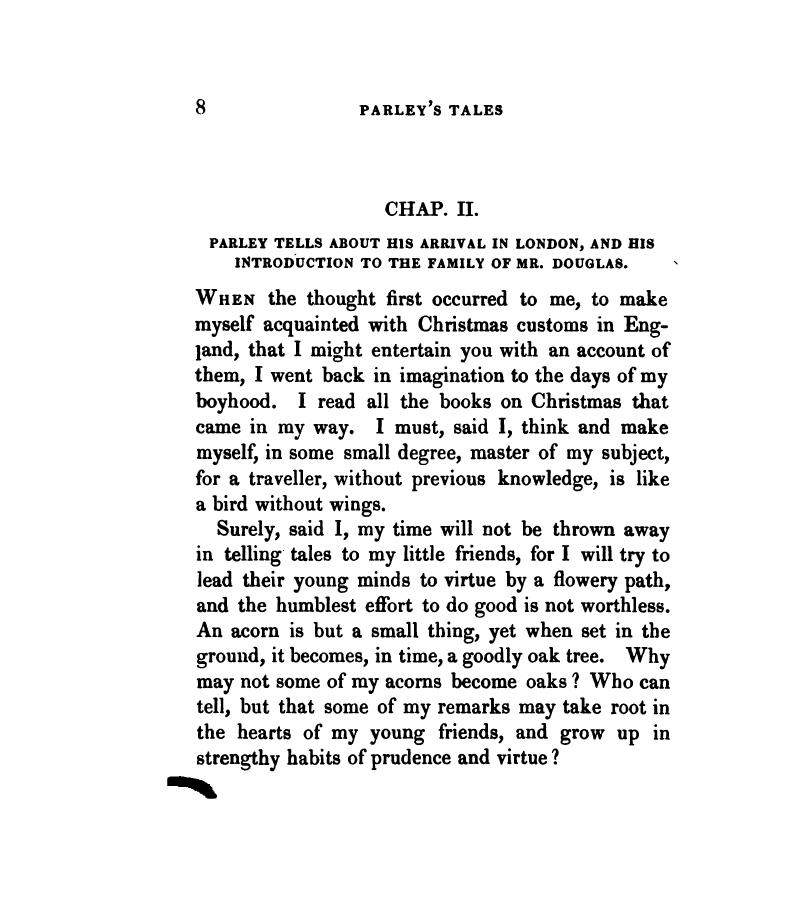 8 PARLEY'S TALES
CHAP. II.
PARLEY TELLS ABOUT HIS ARRIVAL IN LONDON, AND HIS
INTRODUCTION TO THE FAMILY OF MR. DOUGLAS.
WHEN the thought first occurred to me, to make
myself acquainted with Christmas customs in Eng-
land, that I might entertain you with an account of
them, I went back in imagination to the days of my
boyhood. I read all the books on Christmas that
came in my way. I must, said I, think and make
myself, in some small degree, master of my subject,
for a traveller, without previous knowledge, is like
a bird without wings.
Surely, said I, my time will not be thrown away
in telling tales to my little friends, for I will try to
lead their young minds to virtue by a flowery path,
and the humblest effort to do good is not worthless.
An acorn is but a small thing, yet when set in the
ground, it becomes, in time, a goodly oak tree. Why
may not some of my acorns become oaks? Who can
tell, but that some of my remarks may take root in
the hearts of my young friends, and grow up in
strengthy habits of prudence and virtue?